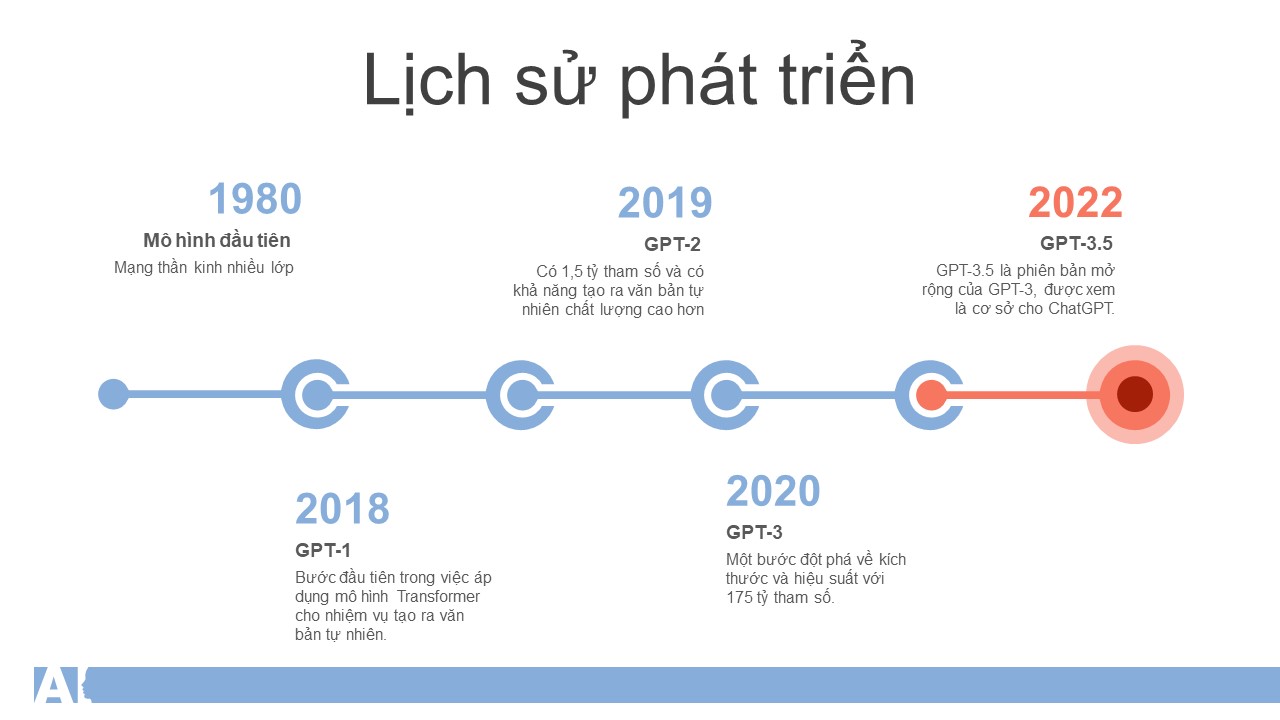 Lịch sử phát triển
1980
Mô hình đầu tiên
Mạng thần kinh nhiều lớp
2018
GPT-1
Bước đầu tiên trong việc áp
dụng mô hình Transformer
cho nhiệm vụ tạo ra văn
bản tự nhiên.
2019
GPT-2
Có 1,5 tỷ tham số và có
khả năng tạo ra văn bản tự
nhiên chất lượng cao hơn
2020
GPT-3
Một bước đột phá về kích
thước và hiệu suất với
175 tỷ tham số.
2022
GPT-3.5
GPT-3.5 là phiên bản mở
rộng của GPT-3, được xem
là cơ sở cho ChatGPT.
AI